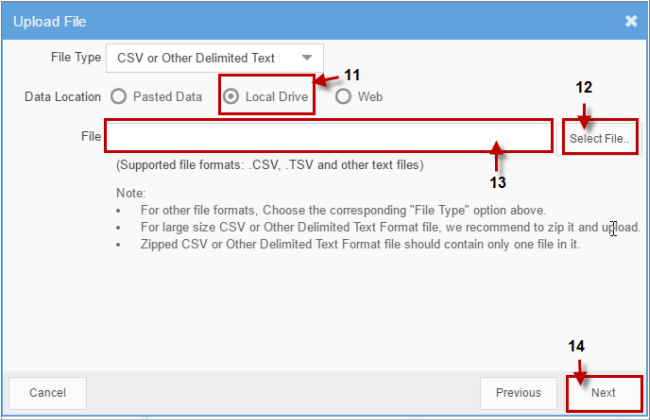 Upload File ✖
File Type CSV or Other Delimited Text
11
12
Data Location Pasted Data Local Drive Web
File Select File..
(Supported file formats: .CSV, .TSV and other text files)
13
Note:
• For other file formats, Choose the corresponding "File Type" option above.
• For large size CSV or Other Delimited Text Format file, we recommend to zip it and upload.
• Zipped CSV or Other Delimited Text Format file should contain only one file in it.
14
Cancel Previous Next